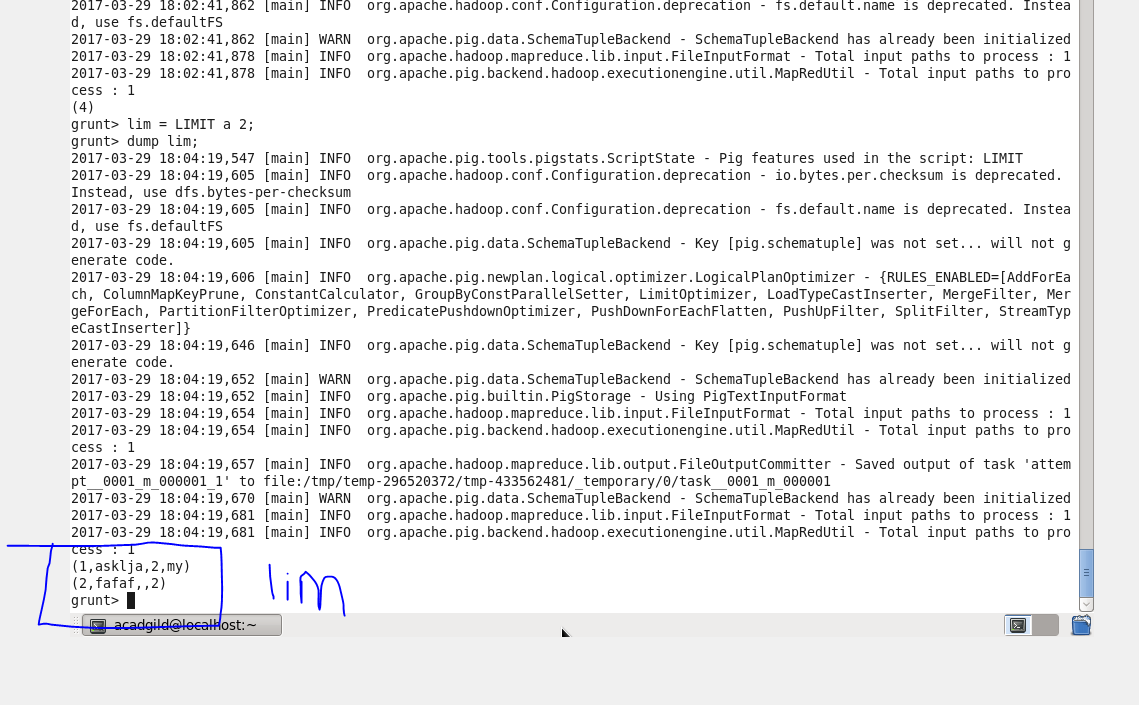 2017-03-29 18:02:41,862 [main] INFO  org.apache.hadoop.conf.Configuration.deprecation - fs.default.name is deprecated. Instea
d, use fs.defaultFS
2017-03-29 18:02:41,862 [main] WARN  org.apache.pig.data.SchemaTupleBackend - SchemaTupleBackend has already been initialized
2017-03-29 18:02:41,878 [main] INFO  org.apache.hadoop.mapreduce.lib.input.FileInputFormat - Total input paths to process : 1
2017-03-29 18:02:41,878 [main] INFO  org.apache.pig.backend.hadoop.executionengine.util.MapRedUtil - Total input paths to pro
cess : 1
(4)
grunt> lim = LIMIT a 2;
grunt> dump lim;
2017-03-29 18:04:19,547 [main] INFO  org.apache.pig.tools.pigstats.ScriptState - Pig features used in the script: LIMIT
2017-03-29 18:04:19,605 [main] INFO  org.apache.hadoop.conf.Configuration.deprecation - io.bytes.per.checksum is deprecated.
Instead, use dfs.bytes-per-checksum
2017-03-29 18:04:19,605 [main] INFO  org.apache.hadoop.conf.Configuration.deprecation - fs.default.name is deprecated. Instea
d, use fs.defaultFS
2017-03-29 18:04:19,605 [main] INFO  org.apache.pig.data.SchemaTupleBackend - Key [pig.schematuple] was not set... will not g
enerate code.
2017-03-29 18:04:19,606 [main] INFO  org.apache.pig.newplan.logical.optimizer.LogicalPlanOptimizer - {RULES_ENABLED=[AddForEa
ch, ColumnMapKeyPrune, ConstantCalculator, GroupByConstParallelSetter, LimitOptimizer, LoadTypeCastInserter, MergeFilter, Mer
geForEach, PartitionFilterOptimizer, PredicatePushdownOptimizer, PushDownForEachFlatten, PushUpFilter, SplitFilter, StreamTyp
eCastInserter]}
2017-03-29 18:04:19,646 [main] INFO  org.apache.pig.data.SchemaTupleBackend - Key [pig.schematuple] was not set... will not g
enerate code.
2017-03-29 18:04:19,652 [main] WARN  org.apache.pig.data.SchemaTupleBackend - SchemaTupleBackend has already been initialized
2017-03-29 18:04:19,652 [main] INFO  org.apache.pig.builtin.PigStorage - Using PigTextInputFormat
2017-03-29 18:04:19,654 [main] INFO  org.apache.hadoop.mapreduce.lib.input.FileInputFormat - Total input paths to process : 1
2017-03-29 18:04:19,654 [main] INFO  org.apache.pig.backend.hadoop.executionengine.util.MapRedUtil - Total input paths to pro
cess : 1
2017-03-29 18:04:19,657 [main] INFO  org.apache.hadoop.mapreduce.lib.output.FileOutputCommitter - Saved output of task 'attem
pt__0001_m_000001_1' to file:/tmp/temp-296520372/tmp-433562481/_temporary/0/task__0001_m_000001
2017-03-29 18:04:19,670 [main] WARN  org.apache.pig.data.SchemaTupleBackend - SchemaTupleBackend has already been initialized
2017-03-29 18:04:19,681 [main] INFO  org.apache.hadoop.mapreduce.lib.input.FileInputFormat - Total input paths to process : 1
2017-03-29 18:04:19,681 [main] INFO  org.apache.pig.backend.hadoop.executionengine.util.MapRedUtil - Total input paths to pro
cess : 1
(1,asklja,2,my)
(2,fafaf,,2)
lim
grunt>
acadgild@localhost:~